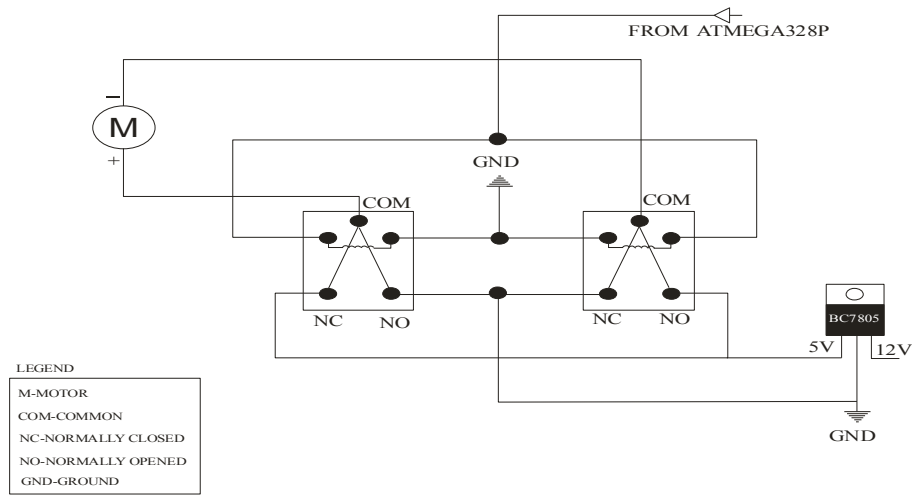 FROM ATMEGA328P
−
M
+
GND
COM
COM
NC
NO
NC
NO
BC7805
5V
12V
GND
LEGEND
M-MOTOR
COM-COMMON
NC-NORMALLY CLOSED
NO-NORMALLY OPENED
GND-GROUND